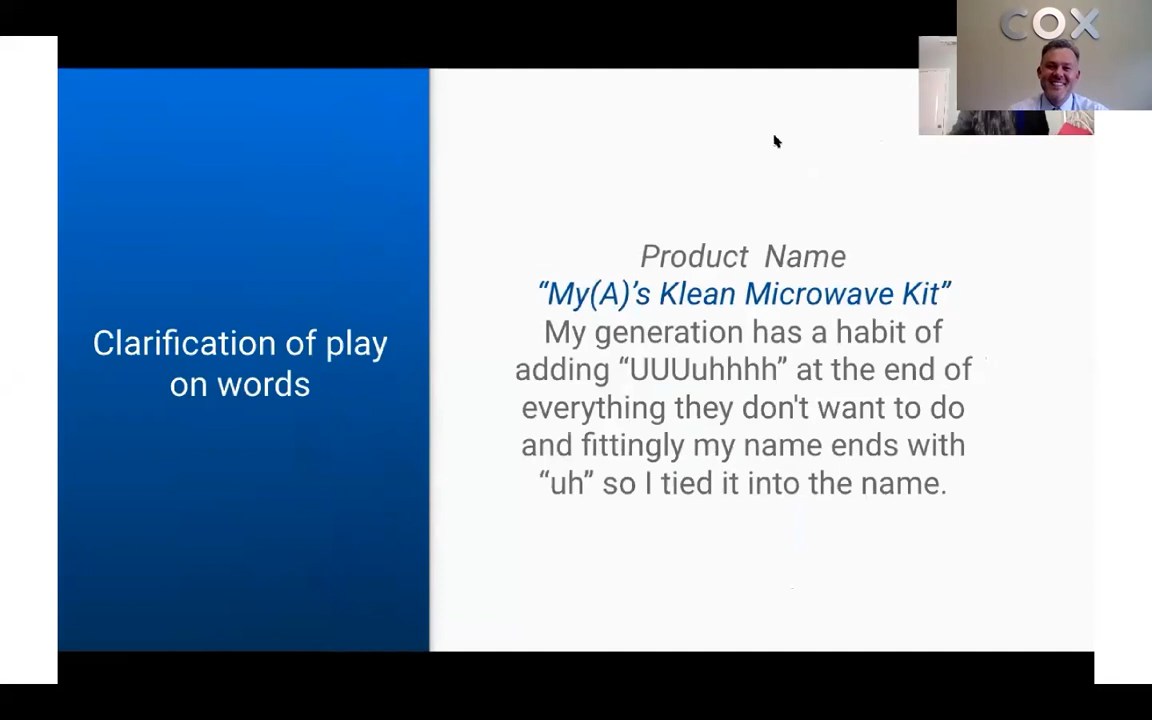 COX
Clarification of play
on words
Product Name
“My(A)’s Klean Microwave Kit”
My generation has a habit of
adding “UUUuhhhh” at the end of
everything they don't want to do
and fittingly my name ends with
“uh” so I tied it into the name.